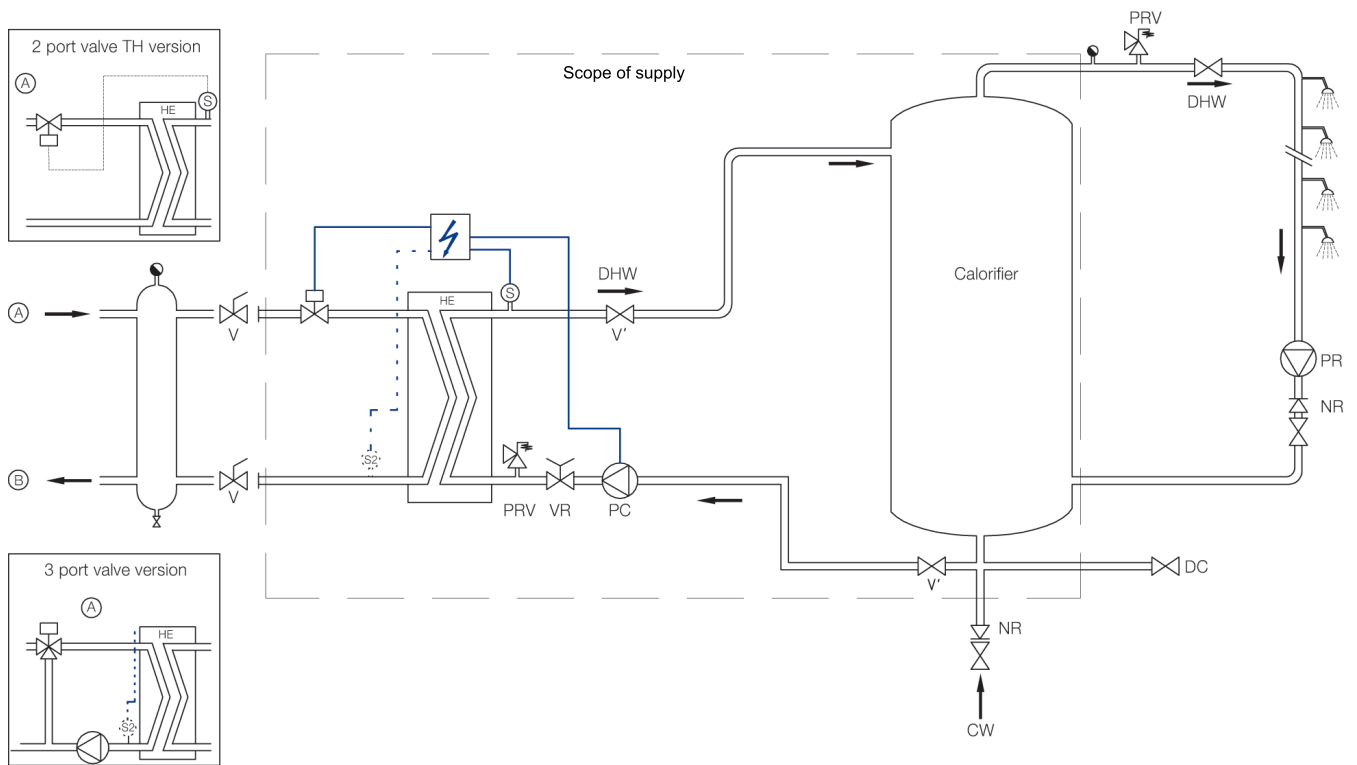 2 port valve TH version
A
HE
S
Scope of supply
PRV
DHW
Calorifier
DHW
HE
S
A
V
V'
S2
B
V
PRV
VR
PC
PR
NR
V'
DC
NR
CW
3 port valve version
A
HE
S2